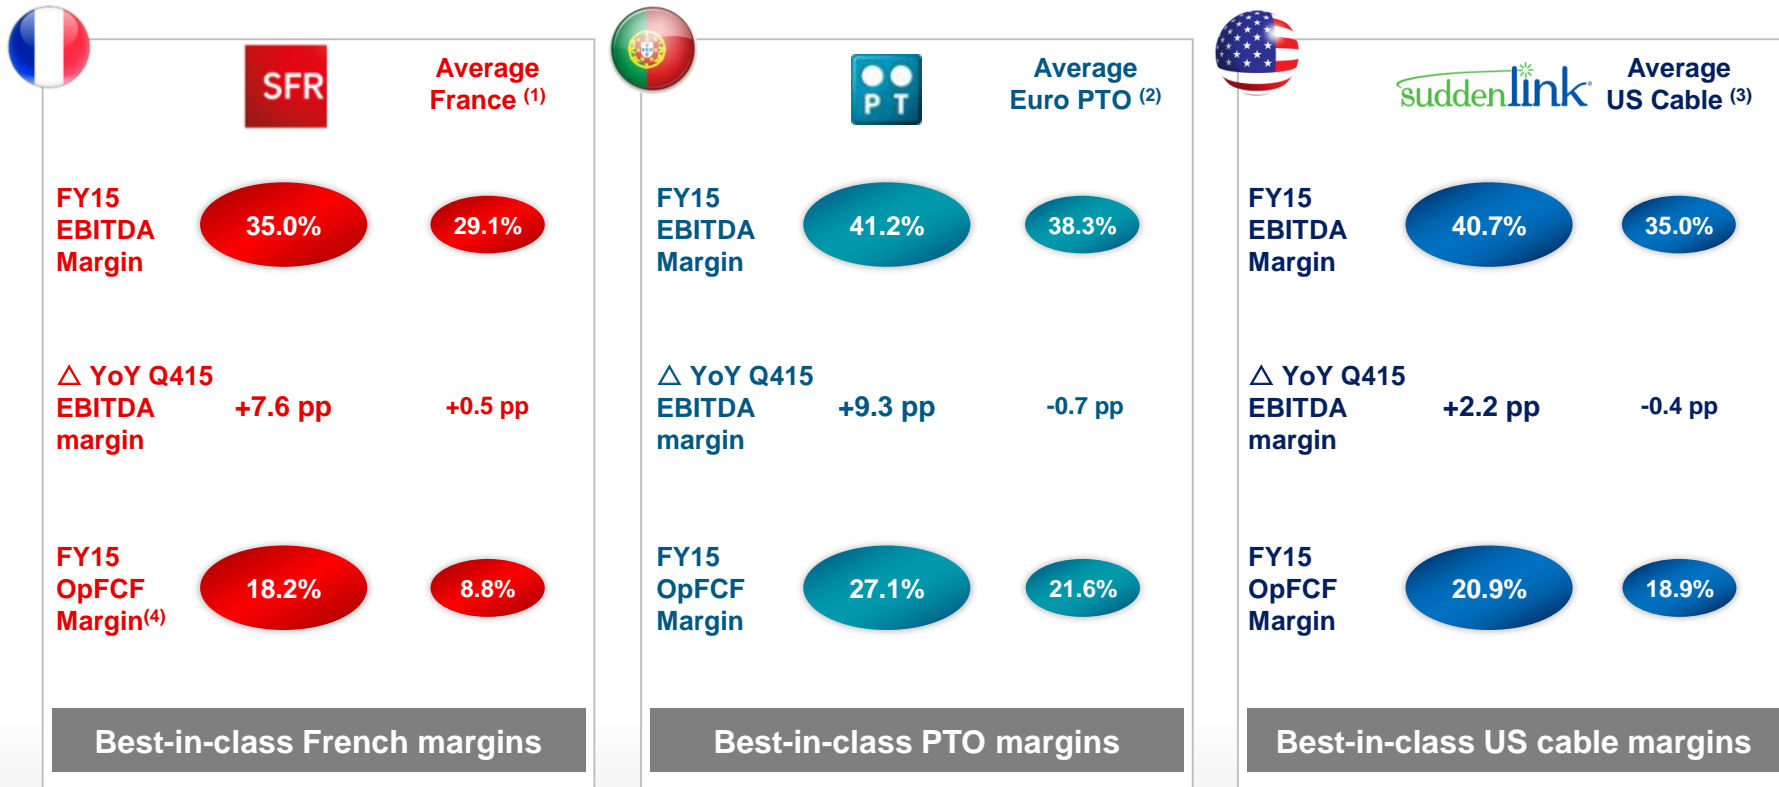 SFR
Average
France (1)
FY15
EBITDA
Margin
35.0%
29.1%
△ YoY Q415
EBITDA
margin
+7.6 pp
+0.5 pp
FY15
OpFCF
Margin(4)
18.2%
8.8%
Best-in-class French margins
PT
Average
Euro PTO (2)
FY15
EBITDA
Margin
41.2%
38.3%
△ YoY Q415
EBITDA
margin
+9.3 pp
-0.7 pp
FY15
OpFCF
Margin
27.1%
21.6%
Best-in-class PTO margins
suddenlink
Average
US Cable (3)
FY15
EBITDA
Margin
40.7%
35.0%
△ YoY Q415
EBITDA
margin
+2.2 pp
-0.4 pp
FY15
OpFCF
Margin
20.9%
18.9%
Best-in-class US cable margins